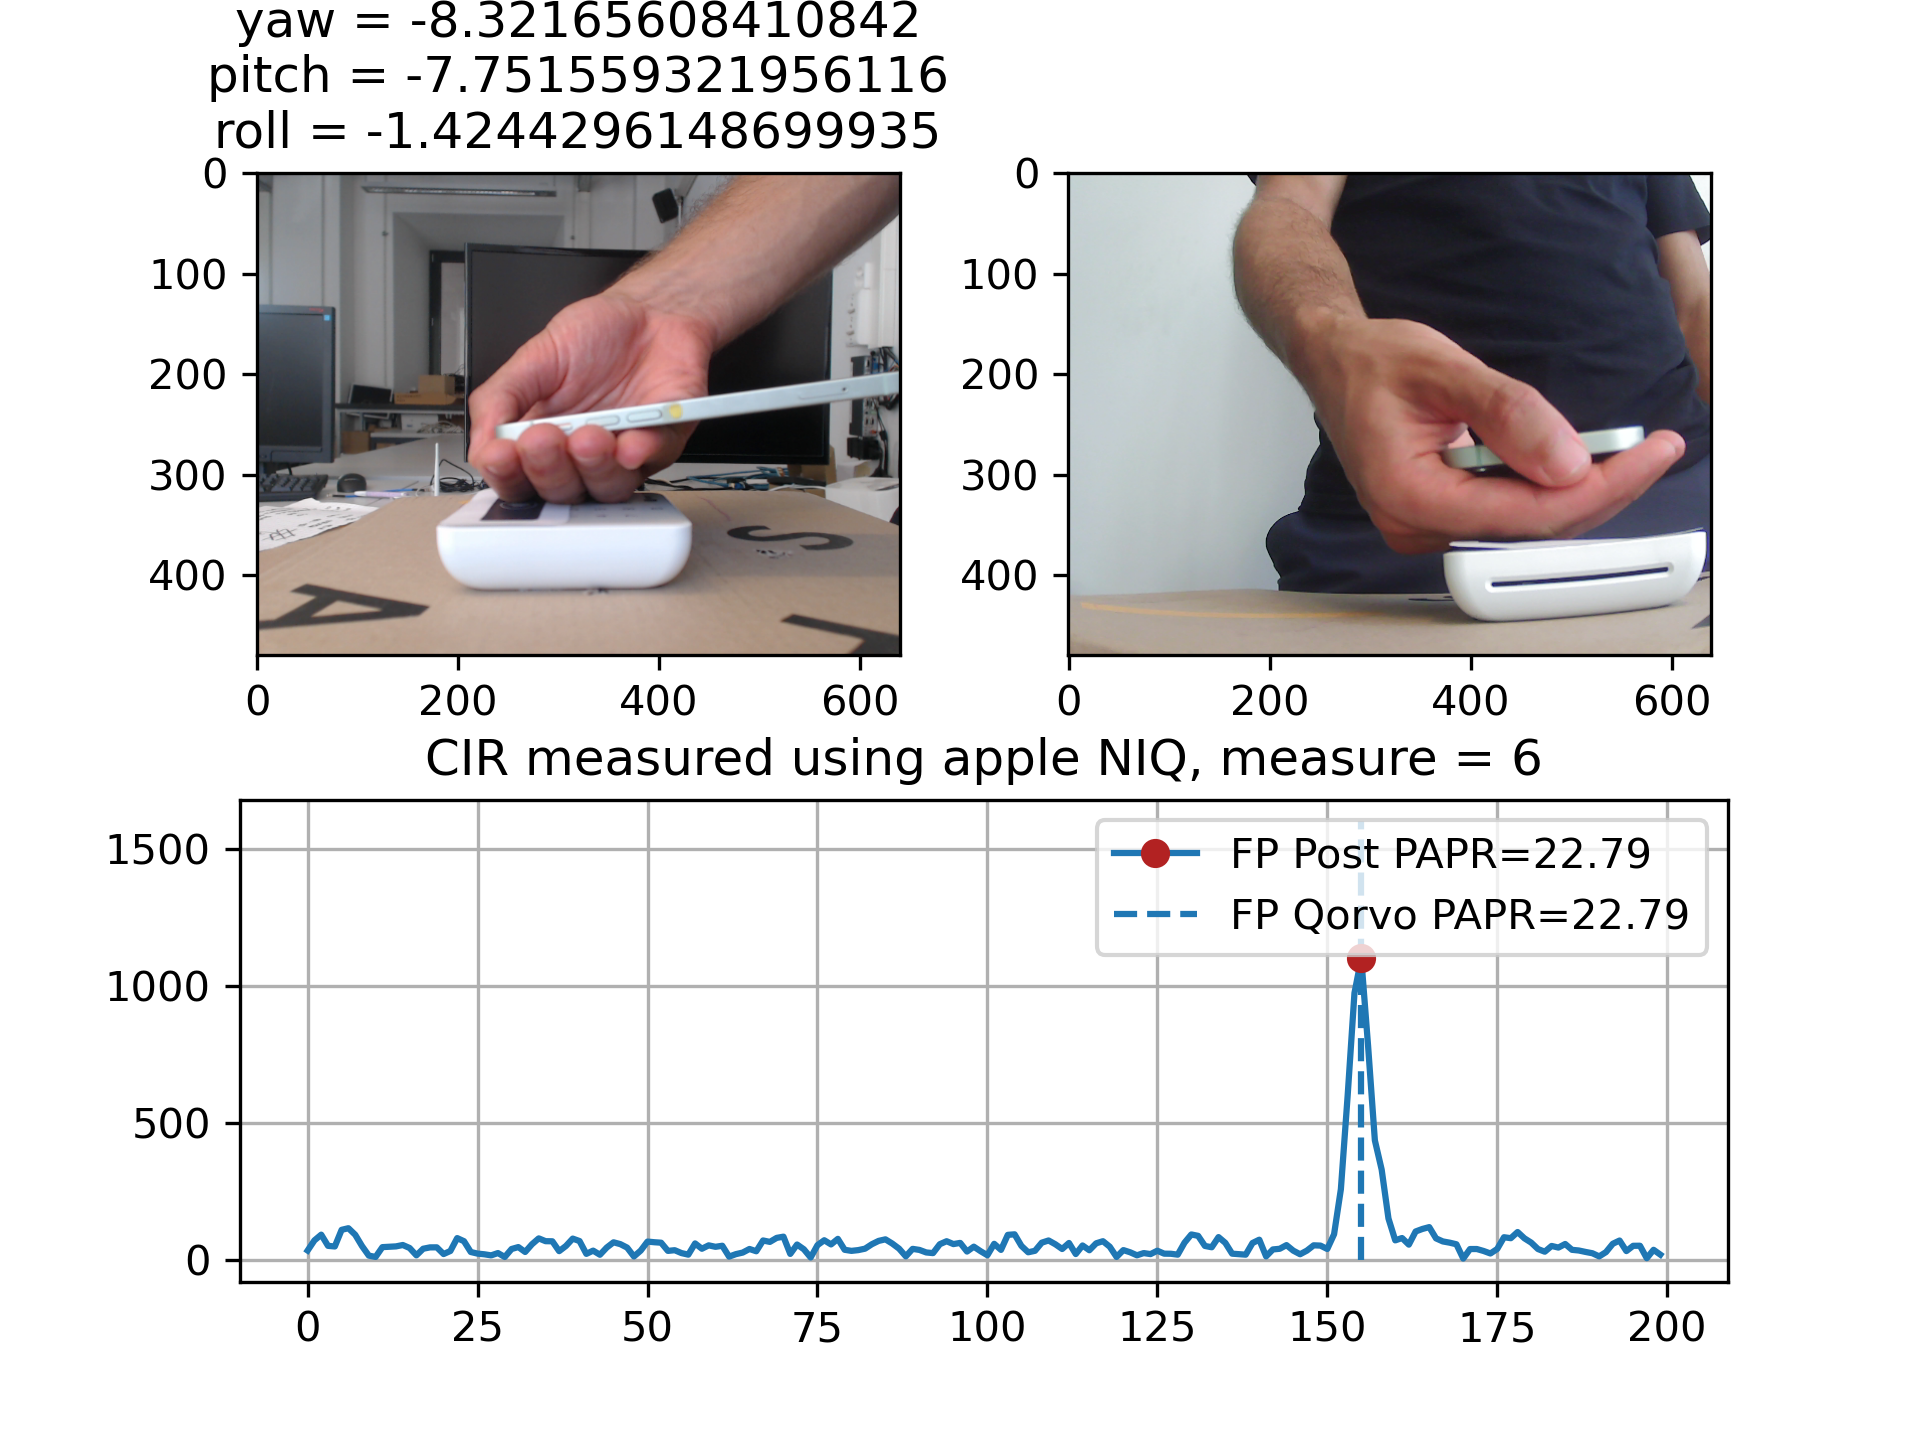 yaw = -8.32165608410842
pitch = -7.751559321956116
roll = -1.4244296148699935
0
100
200
300
400
0 200 400 600
0
100
200
300
400
0 200 400 600
A
S
CIR measured using apple NIQ, measure = 6
1500
1000
500
0
FP Post PAPR=22.79
FP Qorvo PAPR=22.79
0 25 50 75 100 125 150 175 200